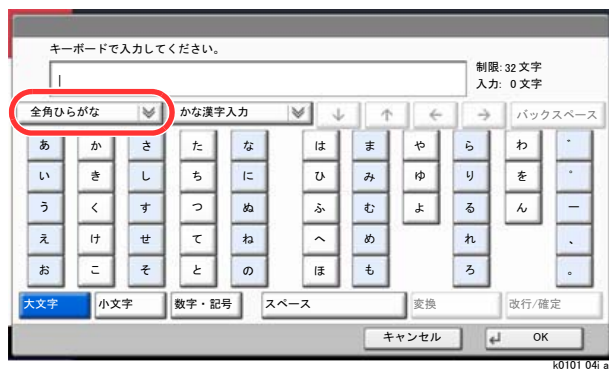 キーボードで入力してください。
制限: 32 文字
入力: 0 文字
全角ひらがな かな漢字入力 ↓ ↑ ← → バックスペース
あ か さ た な は ま や ら わ ゛
い き し ち に ひ み ゆ り を ゜
う く す つ ぬ ふ む よ る ん ー
え け せ て ね へ め れ 、
お こ そ と の ほ も ろ 。
大文字 小文字 数字・記号 スペース 変換 改行/確定
キャンセル OK
k0101_04i_a